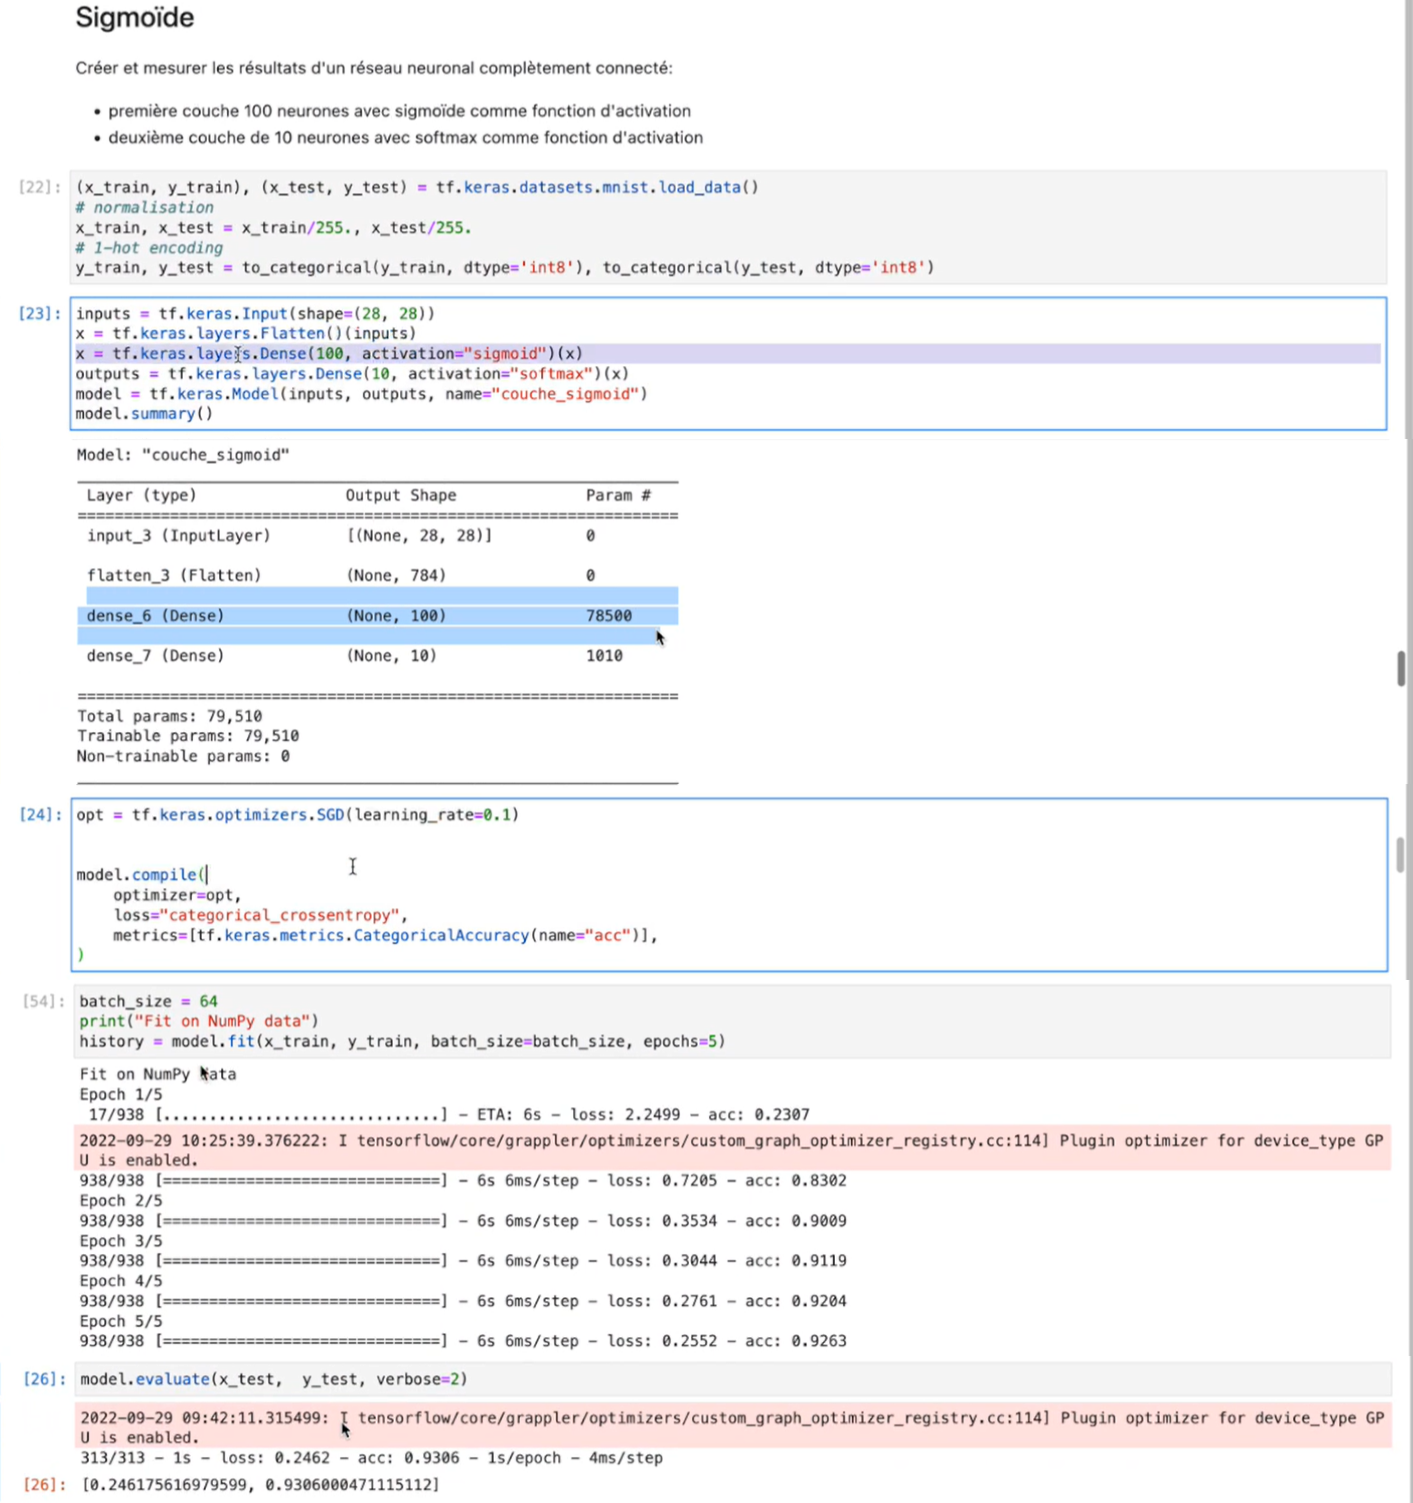 Sigmoïde
Créer et mesurer les résultats d'un réseau neuronal complètement connecté:
• première couche 100 neurones avec sigmoïde comme fonction d'activation
• deuxième couche de 10 neurones avec softmax comme fonction d'activation
[22]: (x_train, y_train), (x_test, y_test) = tf.keras.datasets.mnist.load_data()
# normalisation
x_train, x_test = x_train/255., x_test/255.
# 1-hot encoding
y_train, y_test = to_categorical(y_train, dtype='int8'), to_categorical(y_test, dtype='int8')
[23]: inputs = tf.keras.Input(shape=(28, 28))
x = tf.keras.layers.Flatten()(inputs)
x = tf.keras.layers.Dense(100, activation="sigmoid")(x)
outputs = tf.keras.layers.Dense(10, activation="softmax")(x)
model = tf.keras.Model(inputs, outputs, name="couche_sigmoid")
model.summary()
Model: "couche_sigmoid"
Layer (type) Output Shape Param #
=================================================================
input_3 (InputLayer) [(None, 28, 28)] 0
flatten_3 (Flatten) (None, 784) 0
dense_6 (Dense) (None, 100) 78500
dense_7 (Dense) (None, 10) 1010
=================================================================
Total params: 79,510
Trainable params: 79,510
Non-trainable params: 0
[24]: opt = tf.keras.optimizers.SGD(learning_rate=0.1)
model.compile(
optimizer=opt,
loss="categorical_crossentropy",
metrics=[tf.keras.metrics.CategoricalAccuracy(name="acc")],
)
[54]: batch_size = 64
print("Fit on NumPy data")
history = model.fit(x_train, y_train, batch_size=batch_size, epochs=5)
Fit on NumPy data
Epoch 1/5
17/938 [..............................] - ETA: 6s - loss: 2.2499 - acc: 0.2307
2022-09-29 10:25:39.376222: I tensorflow/core/grappler/optimizers/custom_graph_optimizer_registry.cc:114] Plugin optimizer for device_type GP
U is enabled.
938/938 [==============================] - 6s 6ms/step - loss: 0.7205 - acc: 0.8302
Epoch 2/5
938/938 [==============================] - 6s 6ms/step - loss: 0.3534 - acc: 0.9009
Epoch 3/5
938/938 [==============================] - 6s 6ms/step - loss: 0.3044 - acc: 0.9119
Epoch 4/5
938/938 [==============================] - 6s 6ms/step - loss: 0.2761 - acc: 0.9204
Epoch 5/5
938/938 [==============================] - 6s 6ms/step - loss: 0.2552 - acc: 0.9263
[26]: model.evaluate(x_test,  y_test, verbose=2)
2022-09-29 09:42:11.315499: I tensorflow/core/grappler/optimizers/custom_graph_optimizer_registry.cc:114] Plugin optimizer for device_type GP
U is enabled.
313/313 - 1s - loss: 0.2462 - acc: 0.9306 - 1s/epoch - 4ms/step
[26]: [0.246175616979599, 0.9306000471115112]